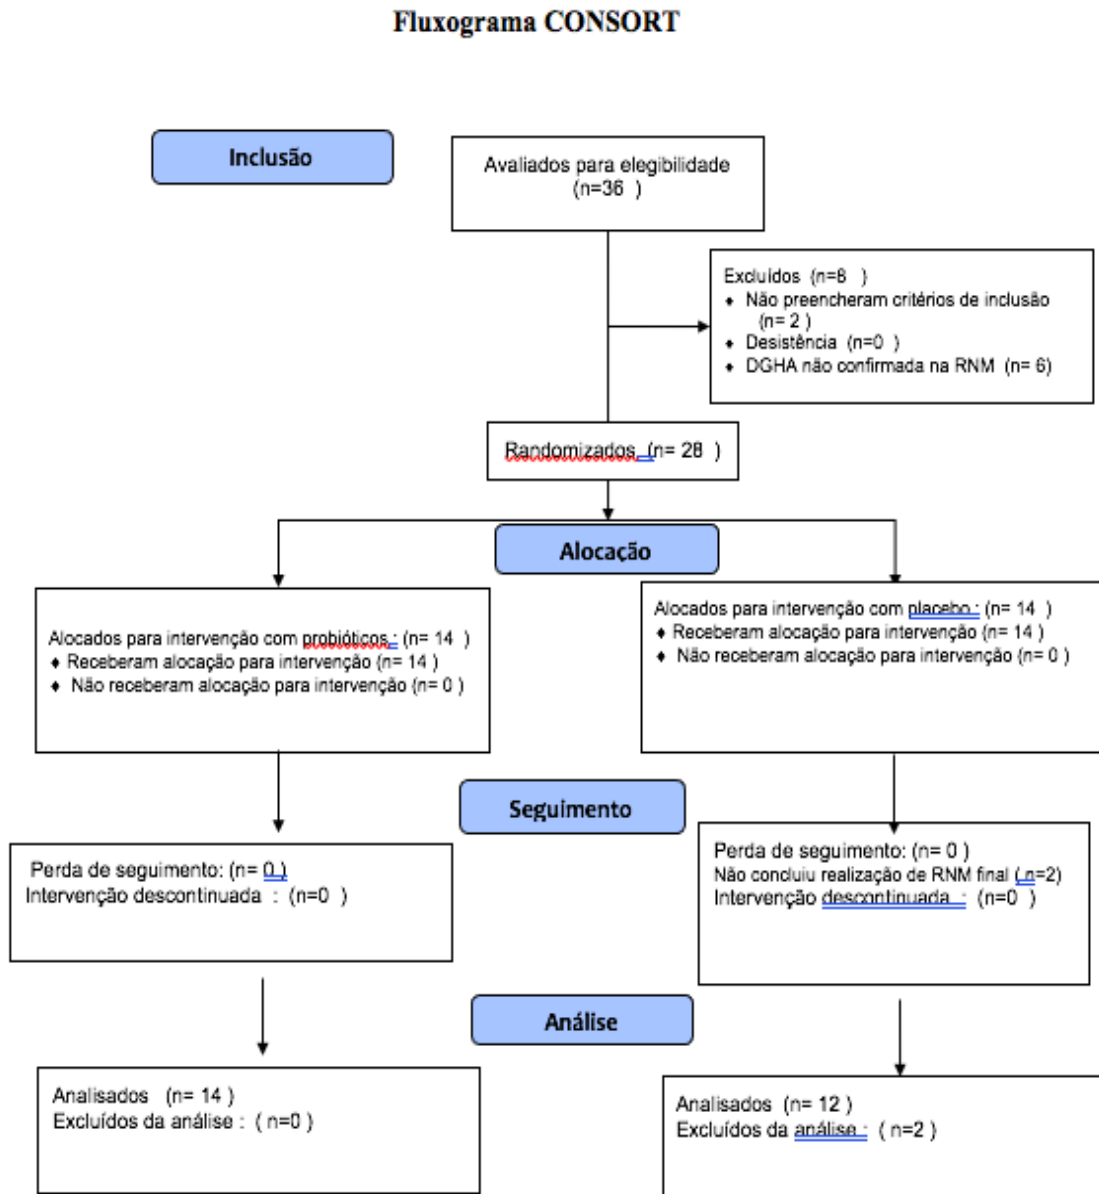 Fluxograma CONSORT
Inclusão
Avaliados para elegibilidade
(n=36  )
Excluídos  (n=8  )
♦ Não preencheram critérios de inclusão
(n= 2 )
♦ Desistência  (n=0  )
♦ DGHA não confirmada na RNM  (n= 6)
Randomizados  (n= 28  )
Alocação
Alocados para intervenção com probióticos : (n= 14  )
♦ Receberam alocação para intervenção (n= 14 )
♦ Não receberam alocação para intervenção (n= 0 )
Alocados para intervenção com placebo : (n= 14  )
♦ Receberam alocação para intervenção (n= 14 )
♦ Não receberam alocação para intervenção (n= 0 )
Seguimento
Perda de seguimento: (n= 0 )
Intervenção descontinuada  :  (n=0  )
Perda de seguimento: (n= 0 )
Não concluiu realização de RNM final ( n=2)
Intervenção descontinuada  :  (n=0  )
Análise
Analisados   (n= 14 )
Excluídos da análise :  ( n=0 )
Analisados  (n= 12 )
Excluídos da análise :  ( n=2 )